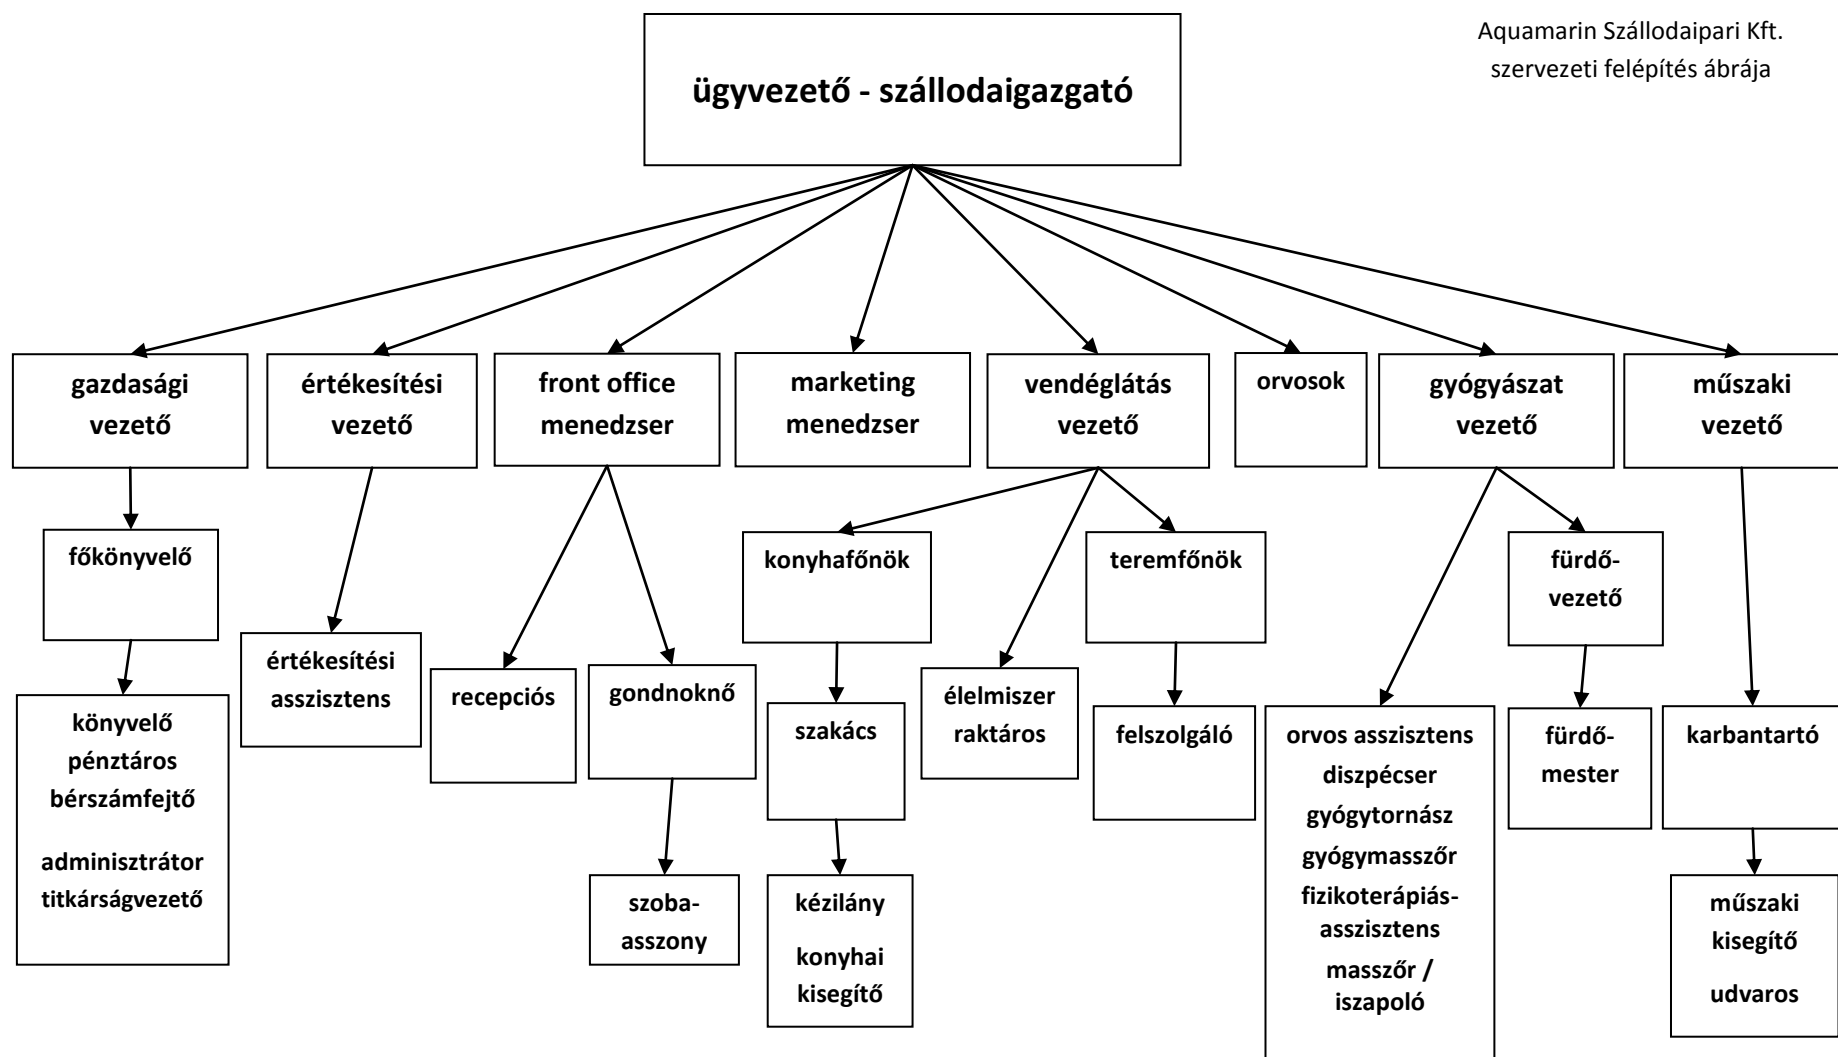 Aquamarin Szállodaipari Kft.
szervezeti felépítés ábrája
ügyvezető - szállodaigazgató
gazdasági
vezető
értékesítési
vezető
front office
menedzser
marketing
menedzser
vendéglátás
vezető
orvosok
gyógyászat
vezető
műszaki
vezető
főkönyvelő
konyhafőnök
teremfőnök
fürdő-
vezető
értékesítési
asszisztens
recepciós
gondnoknő
élelmiszer
raktáros
könyvelő
pénztáros
bérszámfejtő
adminisztrátor
titkárságvezető
szakács
felszolgáló
orvos asszisztens
diszpécser
gyógytornász
gyógymasszőr
fizikoterápiás-
asszisztens
masszőr /
iszapoló
fürdő-
mester
karbantartó
szoba-
asszony
kézilány
konyhai
kisegítő
műszaki
kisegítő
udvaros